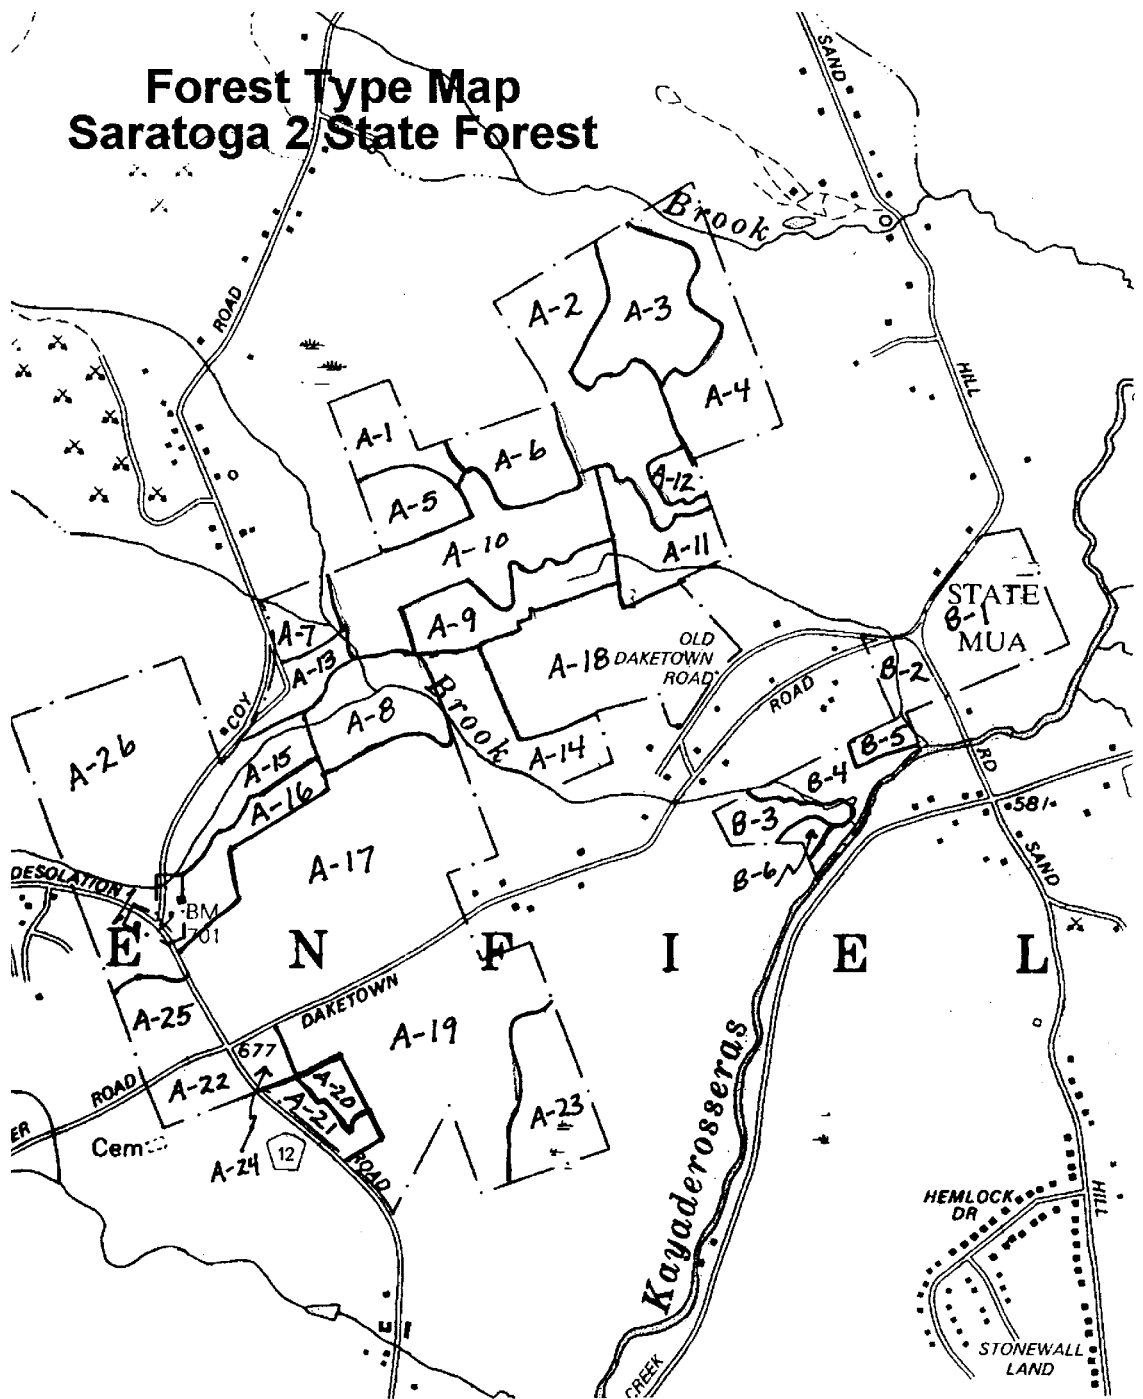 Forest Type Map
Saratoga 2 State Forest
SAND
Brook
ROAD
A-2
A-3
HILL
A-4
A-1
A-6
A-12
A-5
A-10
A-11
STATE
B-1
MUA
A-9
A-7
OLD
DAKETOWN
ROAD
A-18
A-13
B-2
ROAD
Brook
COY
A-8
A-14
B-5
RD
A-26
A-15
B-4
A-16
581
B-3
A-17
B-6
SAND
DESOLATION
BM
701
E N F I E L
DAKETOWN
A-25
A-19
677
ROAD
A-22
A-20
A-21
A-23
ER
Cem
A-24
12
ROAD
Kayaderosseras
HEMLOCK
DR
HILL
STONEWALL
LAND
CREEK